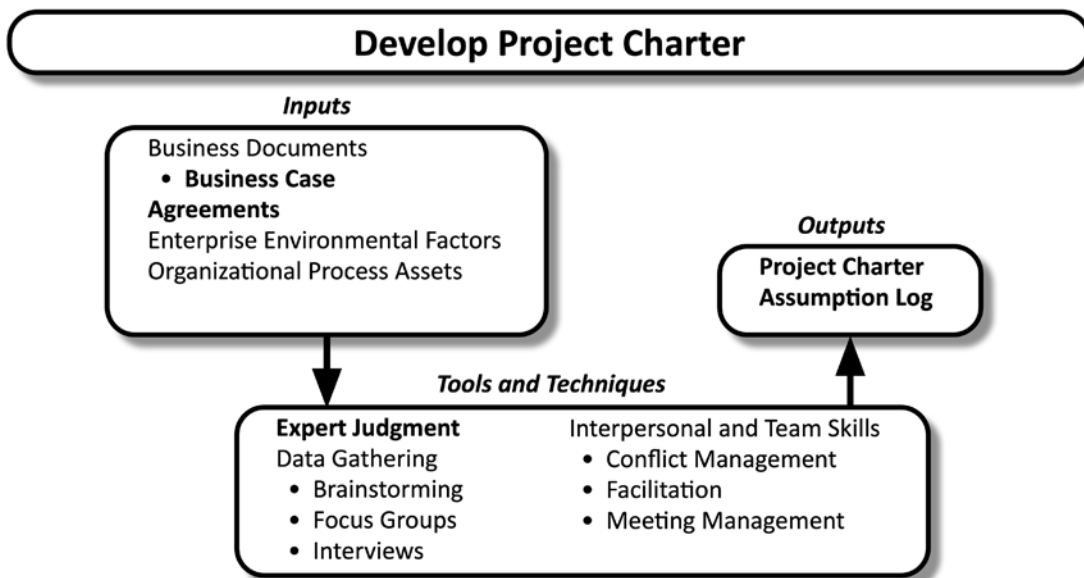 Develop Project Charter
Inputs
Business Documents
• Business Case
Agreements
Enterprise Environmental Factors
Organizational Process Assets
Outputs
Project Charter
Assumption Log
Tools and Techniques
Expert Judgment
Data Gathering
• Brainstorming
• Focus Groups
• Interviews
Interpersonal and Team Skills
• Conflict Management
• Facilitation
• Meeting Management